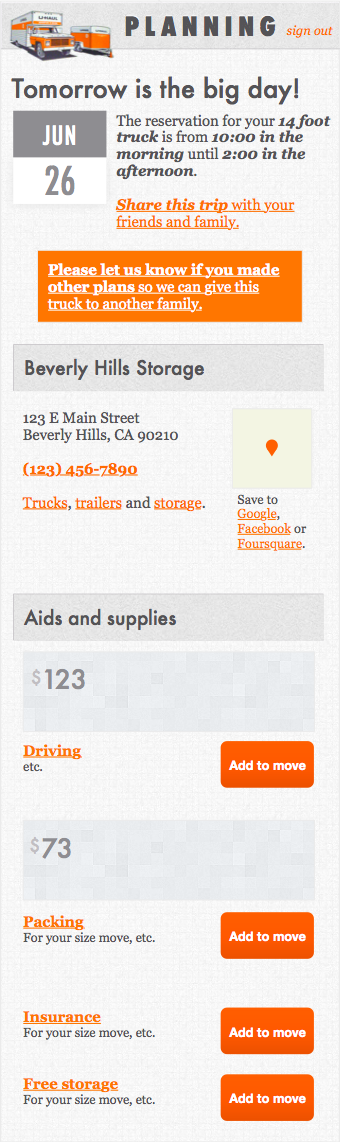 U-HAUL
PLANNING
sign out
Tomorrow is the big day!
JUN
26
The reservation for your 14 foot
truck is from 10:00 in the
morning until 2:00 in the
afternoon.
Share this trip with your
friends and family.
Please let us know if you made
other plans so we can give this
truck to another family.
Beverly Hills Storage
123 E Main Street
Beverly Hills, CA 90210
(123) 456-7890
Trucks, trailers and storage.
Save to
Google,
Facebook or
Foursquare.
Aids and supplies
$123
Driving
etc.
Add to move
$73
Packing
For your size move, etc.
Add to move
Insurance
For your size move, etc.
Add to move
Free storage
For your size move, etc.
Add to move